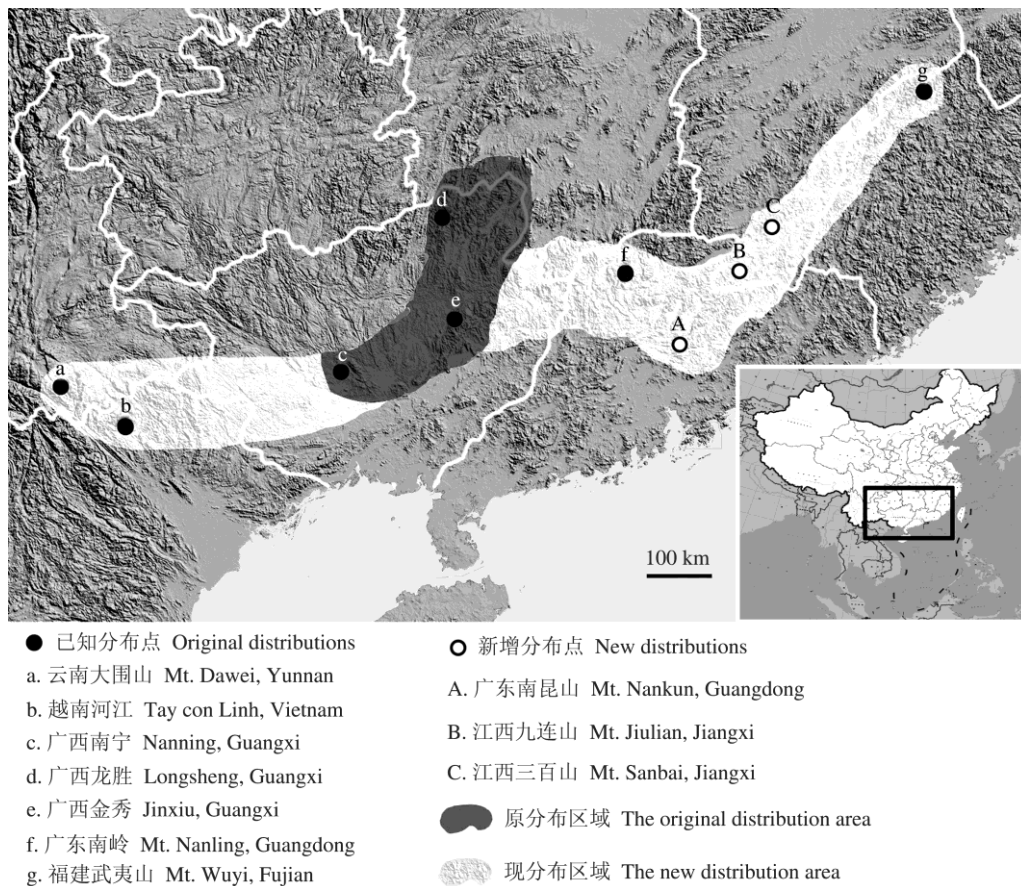 g
d
C
B
f
e
A
c
a
b
100 km
已知分布点 Original distributions
a. 云南大围山 Mt. Dawei, Yunnan
b. 越南河江 Tay con Linh, Vietnam
c. 广西南宁 Nanning, Guangxi
d. 广西龙胜 Longsheng, Guangxi
e. 广西金秀 Jinxiu, Guangxi
f. 广东南岭 Mt. Nanling, Guangdong
g. 福建武夷山 Mt. Wuyi, Fujian
新增分布点 New distributions
A. 广东南昆山 Mt. Nankun, Guangdong
B. 江西九连山 Mt. Jiulian, Jiangxi
C. 江西三百山 Mt. Sanbai, Jiangxi
原分布区域 The original distribution area
现分布区域 The new distribution area